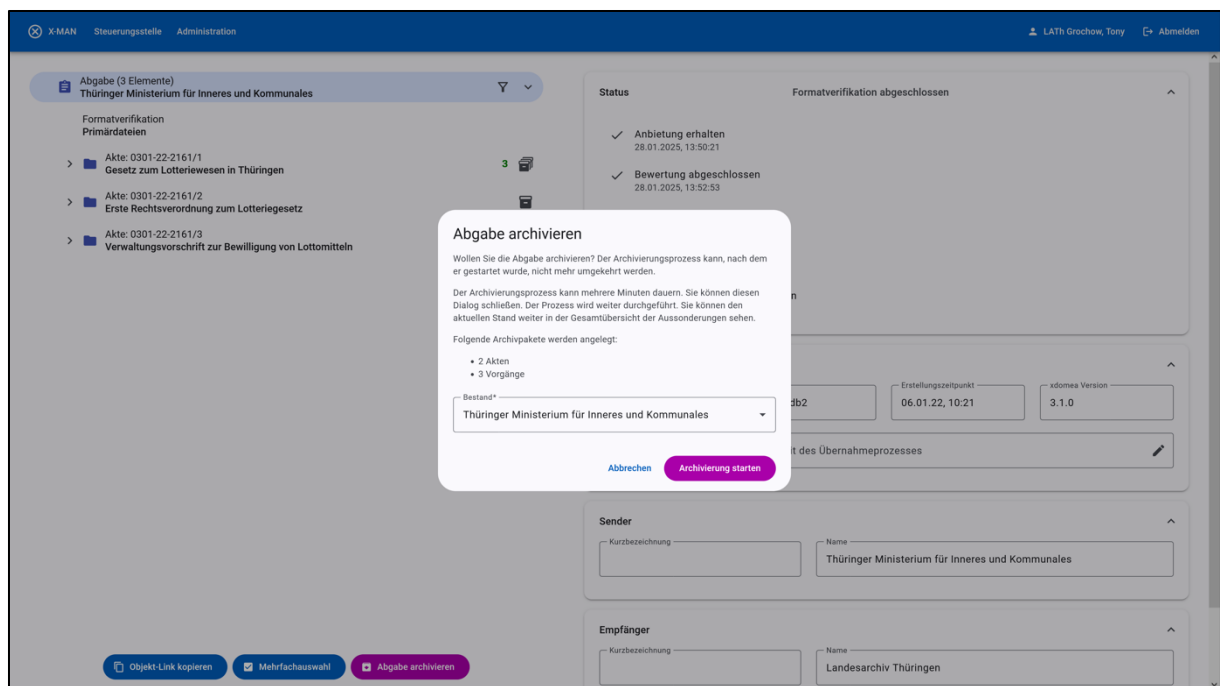 X-MAN Steuerungsstelle Administration LATh Grochow, Tony Abmelden
Abgabe (3 Elemente)
Thüringer Ministerium für Inneres und Kommunales
Formatverifikation
Primärdateien
Akte: 0301-22-2161/1
Gesetz zum Lotteriewesen in Thüringen
3
Akte: 0301-22-2161/2
Erste Rechtsverordnung zum Lotteriegesetz
Akte: 0301-22-2161/3
Verwaltungsvorschrift zur Bewilligung von Lottomitteln
Objekt-Link kopieren
Mehrfachauswahl
Abgabe archivieren
Status Formatverifikation abgeschlossen
Anbietung erhalten
28.01.2025, 13:50:21
Bewertung abgeschlossen
28.01.2025, 13:52:53
n
Abgabe archivieren
Wollen Sie die Abgabe archivieren? Der Archivierungsprozess kann, nach dem
er gestartet wurde, nicht mehr umgekehrt werden.
Der Archivierungsprozess kann mehrere Minuten dauern. Sie können diesen
Dialog schließen. Der Prozess wird weiter durchgeführt. Sie können den
aktuellen Stand weiter in der Gesamtübersicht der Aussonderungen sehen.
Folgende Archivpakete werden angelegt:
• 2 Akten
• 3 Vorgänge
Bestand*
Thüringer Ministerium für Inneres und Kommunales
Abbrechen Archivierung starten
db2
Erstellungszeitpunkt
06.01.22, 10:21
xdomea Version
3.1.0
it des Übernahmeprozesses
Sender
Kurzbezeichnung
Name
Thüringer Ministerium für Inneres und Kommunales
Empfänger
Kurzbezeichnung
Name
Landesarchiv Thüringen